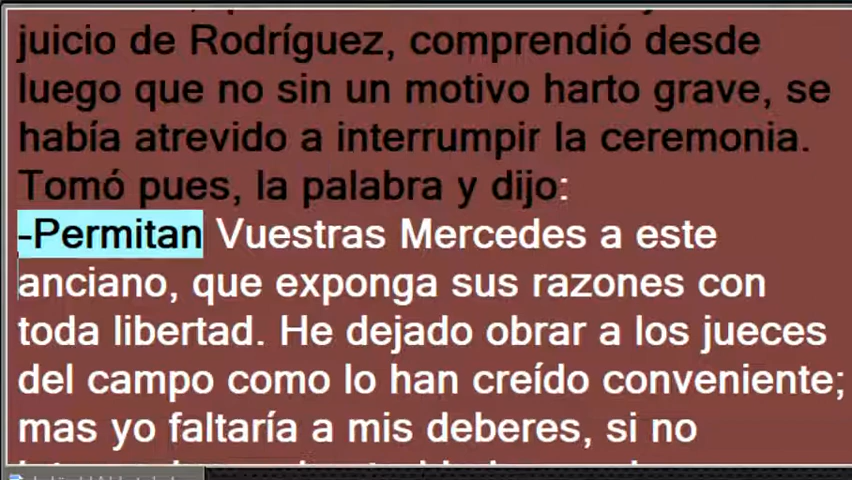 juicio de Rodríguez, comprendió desde
luego que no sin un motivo harto grave, se
había atrevido a interrumpir la ceremonia.
Tomó pues, la palabra y dijo:
-Permitan Vuestras Mercedes a este
anciano, que exponga sus razones con
toda libertad. He dejado obrar a los jueces
del campo como lo han creído conveniente;
mas yo faltaría a mis deberes, si no